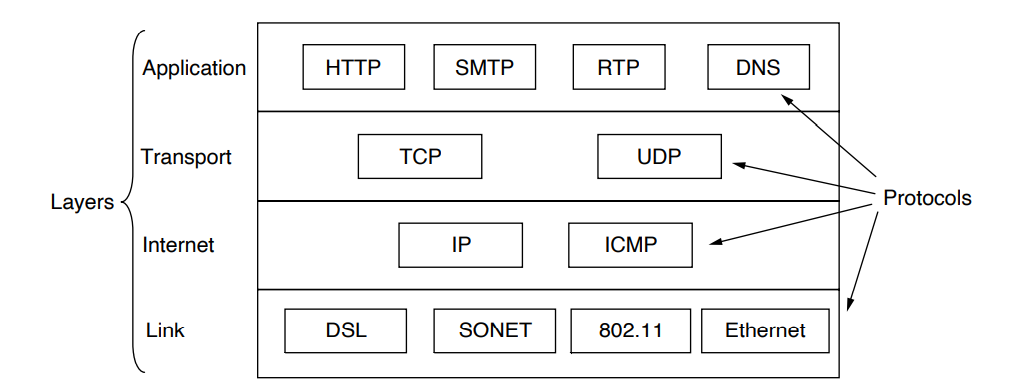 Application HTTP SMTP RTP DNS
Transport TCP UDP
Layers Protocols
Internet IP ICMP
Link DSL SONET 802.11 Ethernet